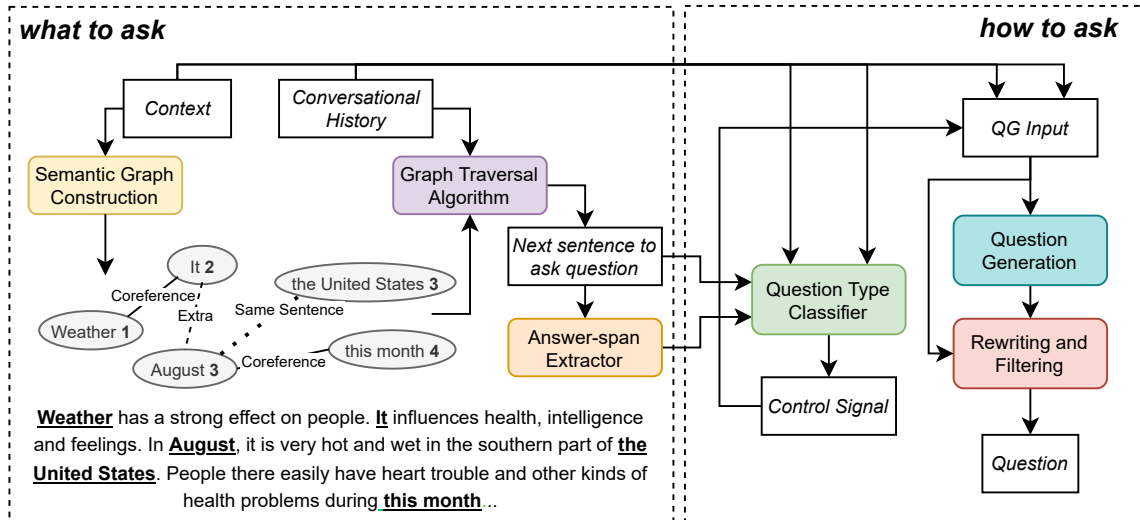 what to ask
how to ask
Context
Conversational
History
QG Input
Semantic Graph
Construction
Graph Traversal
Algorithm
Next sentence to
ask question
Question
Generation
It 2
the United States 3
Coreference
Extra
Same Sentence
Weather 1
August 3
Coreference
this month 4
Answer-span
Extractor
Question Type
Classifier
Rewriting and
Filtering
Control Signal
Question
Weather has a strong effect on people. It influences health, intelligence
and feelings. In August, it is very hot and wet in the southern part of the
United States. People there easily have heart trouble and other kinds of
health problems during this month...